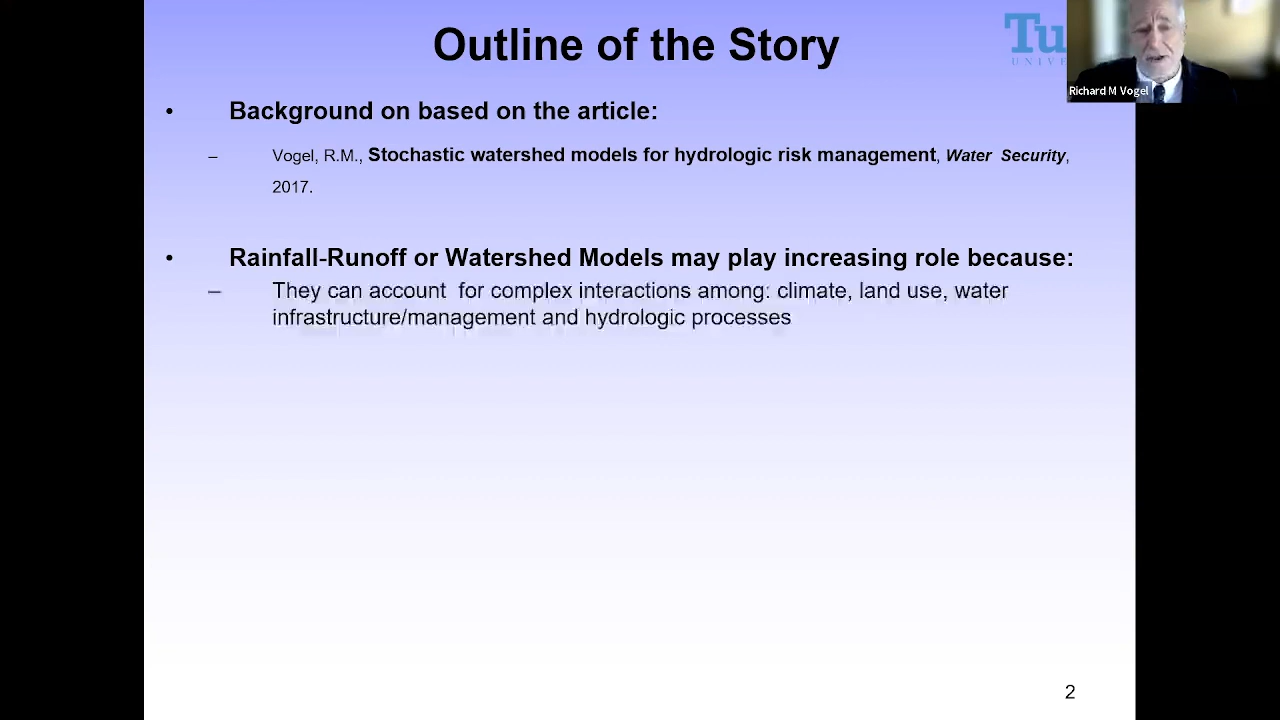 Outline of the Story
Tu
UNIVE
Richard M Vogel
• Background on based on the article:
– Vogel, R.M., Stochastic watershed models for hydrologic risk management, Water Security,
2017.
• Rainfall-Runoff or Watershed Models may play increasing role because:
– They can account for complex interactions among: climate, land use, water
infrastructure/management and hydrologic processes
2